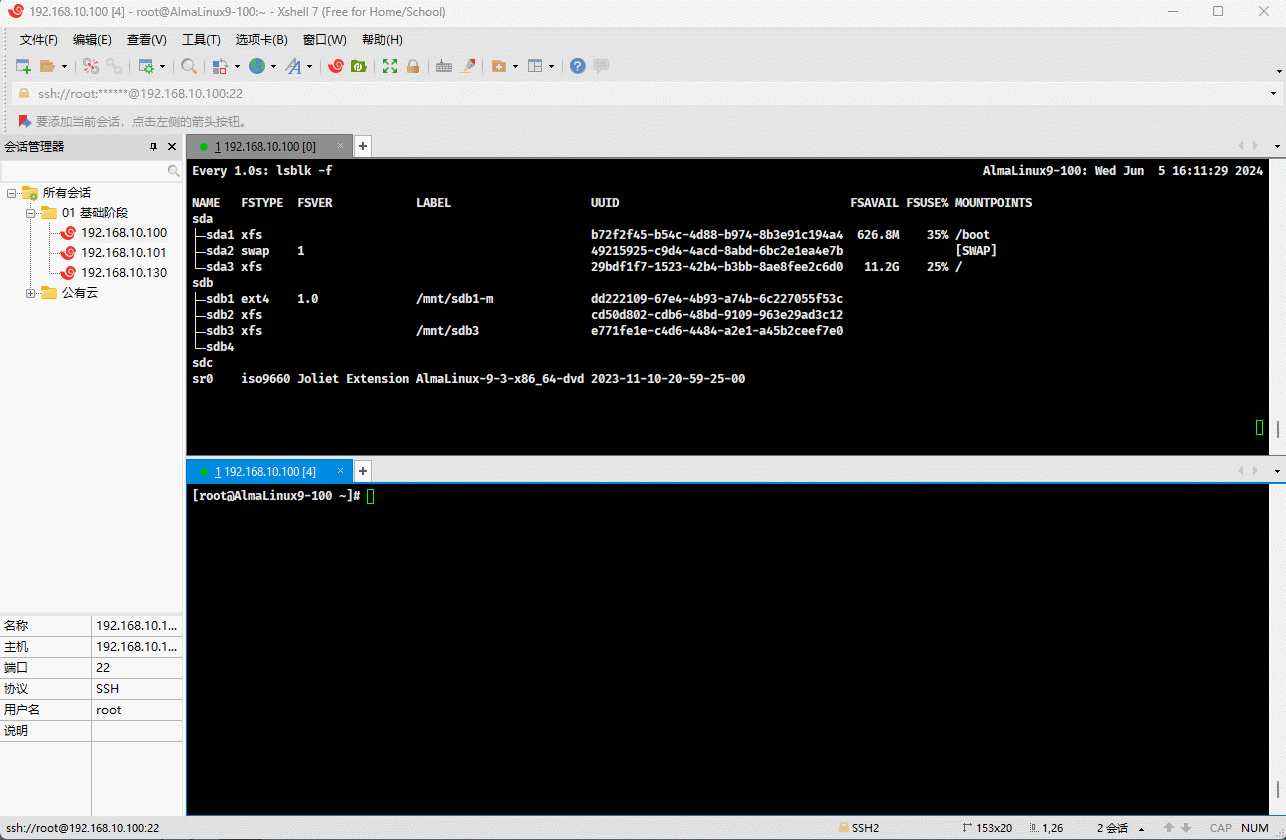 192.168.10.100 [4] - root@AlmaLinux9-100:~ - Xshell 7 (Free for Home/School)
文件(F) 编辑(E) 查看(V) 工具(T) 选项卡(B) 窗口(W) 帮助(H)
ssh://root:******@192.168.10.100:22
要添加当前会话，点击左侧的箭头按钮。
会话管理器
所有会话
01 基础阶段
192.168.10.100
192.168.10.101
192.168.10.130
公有云
名称 192.168.10.1...
主机 192.168.10.1...
端口 22
协议 SSH
用户名 root
说明
1 192.168.10.100 [0]
Every 1.0s: lsblk -f AlmaLinux9-100: Wed Jun  5 16:11:29 2024
NAME   FSTYPE  FSVER            LABEL                    UUID                                 FSAVAIL FSUSE% MOUNTPOINTS
sda
├─sda1 xfs                                               b72f2f45-b54c-4d88-b974-8b3e91c194a4  626.8M    35% /boot
├─sda2 swap    1                                         49215925-c9d4-4acd-8abd-6bc2e1ea4e7b                [SWAP]
└─sda3 xfs                                               29bdf1f7-1523-42b4-b3bb-8ae8fee2c6d0   11.2G    25% /
sdb
├─sdb1 ext4    1.0              /mnt/sdb1-m              dd222109-67e4-4b93-a74b-6c227055f53c
├─sdb2 xfs                                               cd50d802-cdb6-48bd-9109-963e29ad3c12
├─sdb3 xfs                      /mnt/sdb3                e771fe1e-c4d6-4484-a2e1-a45b2ceef7e0
└─sdb4
sdc
sr0    iso9660 Joliet Extension AlmaLinux-9-3-x86_64-dvd 2023-11-10-20-59-25-00
1 192.168.10.100 [4]
[root@AlmaLinux9-100 ~]#
ssh://root@192.168.10.100:22 SSH2 153x20 1,26 2 会话 CAP NUM